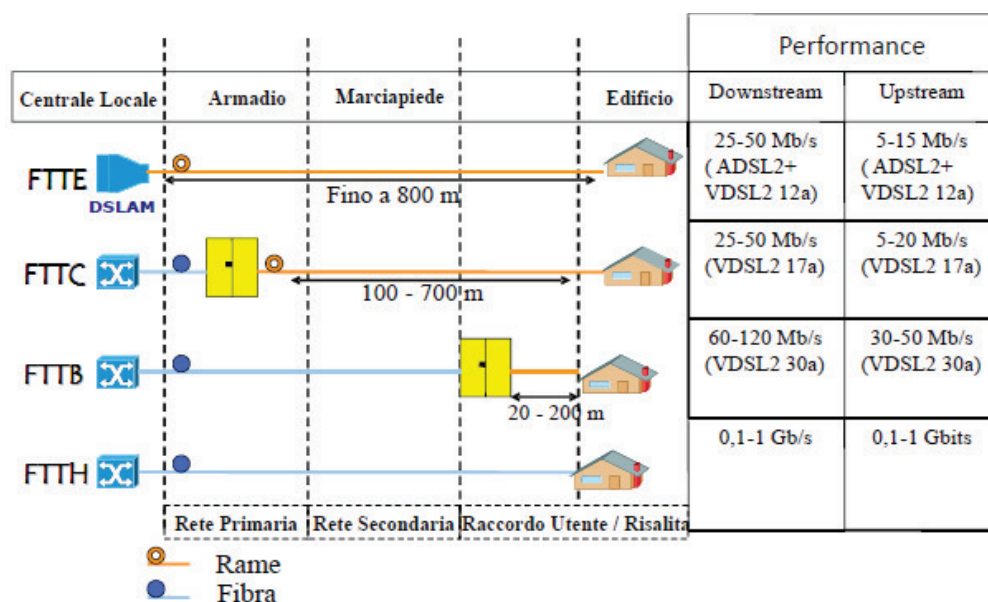 Performance
Centrale Locale Armadio Marciapiede Edificio Downstream Upstream
FTTE
DSLAM
Fino a 800 m
25-50 Mb/s
( ADSL2+
VDSL2 12a)
5-15 Mb/s
( ADSL2+
VDSL2 12a)
FTTC
100 - 700 m
25-50 Mb/s
(VDSL2 17a)
5-20 Mb/s
(VDSL2 17a)
FTTB
20 - 200 m
60-120 Mb/s
(VDSL2 30a)
30-50 Mb/s
(VDSL2 30a)
FTTH
0,1-1 Gb/s
0,1-1 Gbits
Rete Primaria Rete Secondaria Raccordo Utente / Risalita
Rame
Fibra